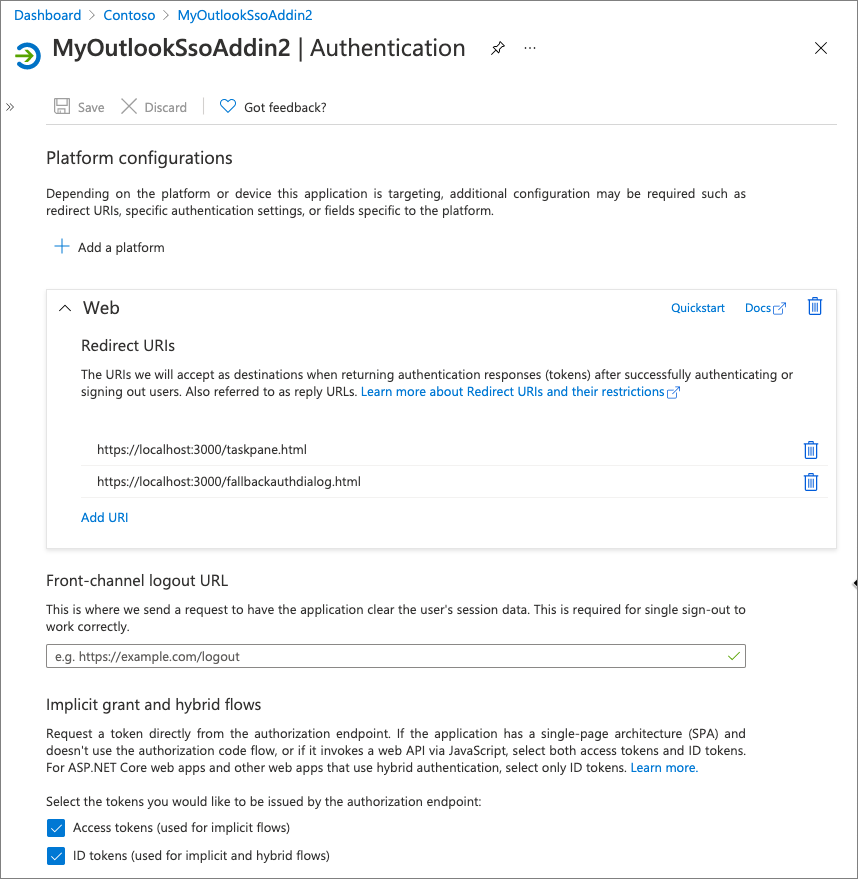 Dashboard > Contoso > MyOutlookSsoAddin2
MyOutlookSsoAddin2 | Authentication
Save Discard Got feedback?
Platform configurations
Depending on the platform or device this application is targeting, additional configuration may be required such as
redirect URIs, specific authentication settings, or fields specific to the platform.
Add a platform
Web Quickstart Docs
Redirect URIs
The URIs we will accept as destinations when returning authentication responses (tokens) after successfully authenticating or
signing out users. Also referred to as reply URLs. Learn more about Redirect URIs and their restrictions
https://localhost:3000/taskpane.html
https://localhost:3000/fallbackauthdialog.html
Add URI
Front-channel logout URL
This is where we send a request to have the application clear the user's session data. This is required for single sign-out to
work correctly.
e.g. https://example.com/logout
Implicit grant and hybrid flows
Request a token directly from the authorization endpoint. If the application has a single-page architecture (SPA) and
doesn't use the authorization code flow, or if it invokes a web API via JavaScript, select both access tokens and ID tokens.
For ASP.NET Core web apps and other web apps that use hybrid authentication, select only ID tokens. Learn more.
Select the tokens you would like to be issued by the authorization endpoint:
Access tokens (used for implicit flows)
ID tokens (used for implicit and hybrid flows)